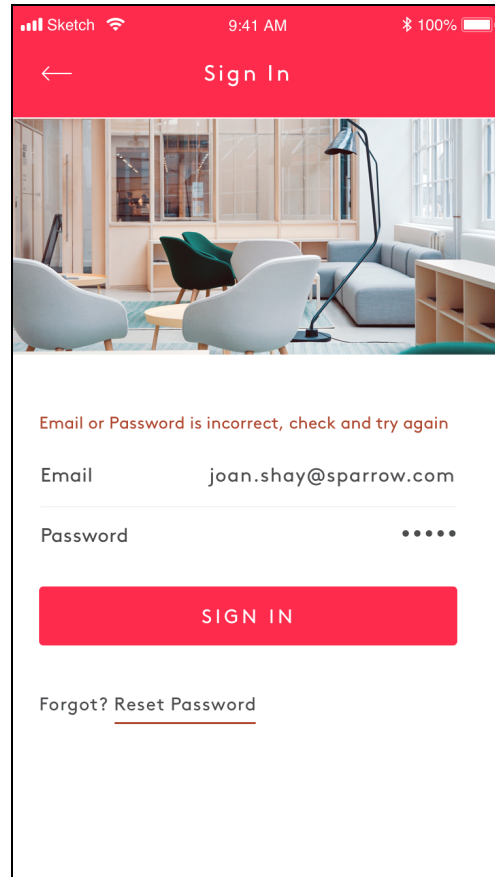 Sketch 9:41 AM 100%
Sign In
Email or Password is incorrect, check and try again
Email joan.shay@sparrow.com
Password •••••
SIGN IN
Forgot? Reset Password